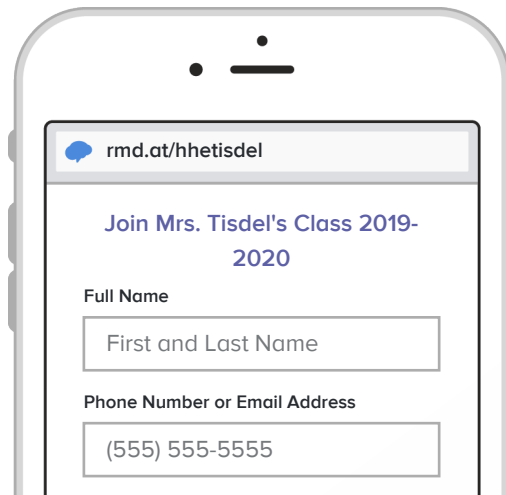 rmd.at/hhetisdel
Join Mrs. Tisdel's Class 2019-
2020
Full Name
First and Last Name
Phone Number or Email Address
(555) 555-5555